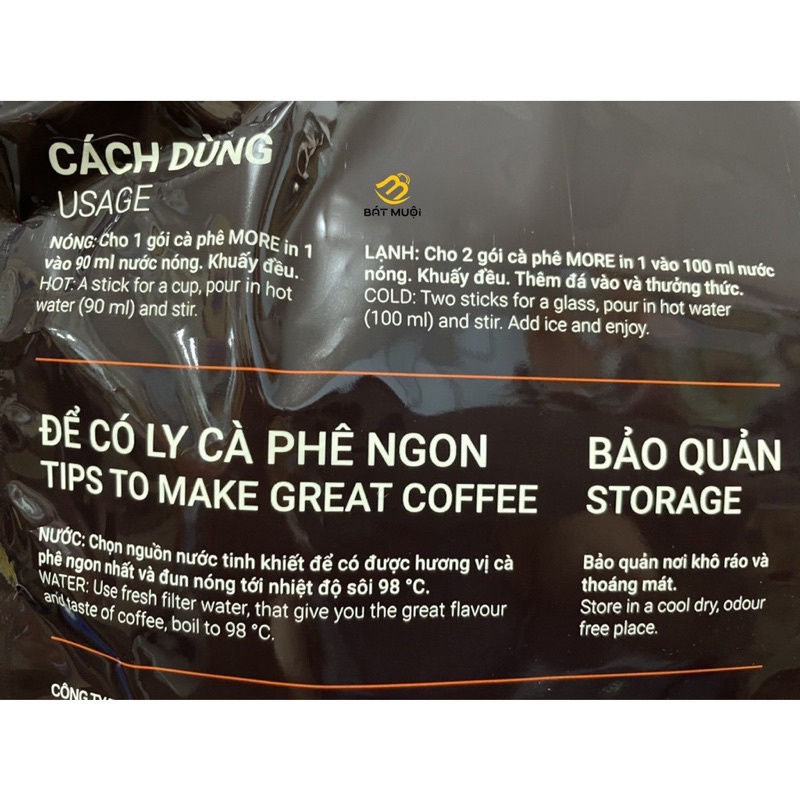 CÁCH DÙNG
USAGE
NÓNG: Cho 1 gói cà phê MORE in 1
vào 90 ml nước nóng. Khuấy đều.
HOT: A stick for a cup, pour in hot
water (90 ml) and stir.
BÁT MUỘI
LẠNH: Cho 2 gói cà phê MORE in 1 vào 100 ml nước
nóng. Khuấy đều. Thêm đá vào và thưởng thức.
COLD: Two sticks for a glass, pour in hot water
(100 ml) and stir. Add ice and enjoy.
ĐỂ CÓ LY CÀ PHÊ NGON
TIPS TO MAKE GREAT COFFEE
NƯỚC: Chọn nguồn nước tinh khiết để có được hương vị cà
phê ngon nhất và đun nóng tới nhiệt độ sôi 98 °C.
WATER: Use fresh filter water, that give you the great flavour
and taste of coffee, boil to 98 °C.
BẢO QUẢN
STORAGE
Bảo quản nơi khô ráo và
thoáng mát.
Store in a cool dry, odour
free place.
CÔNG